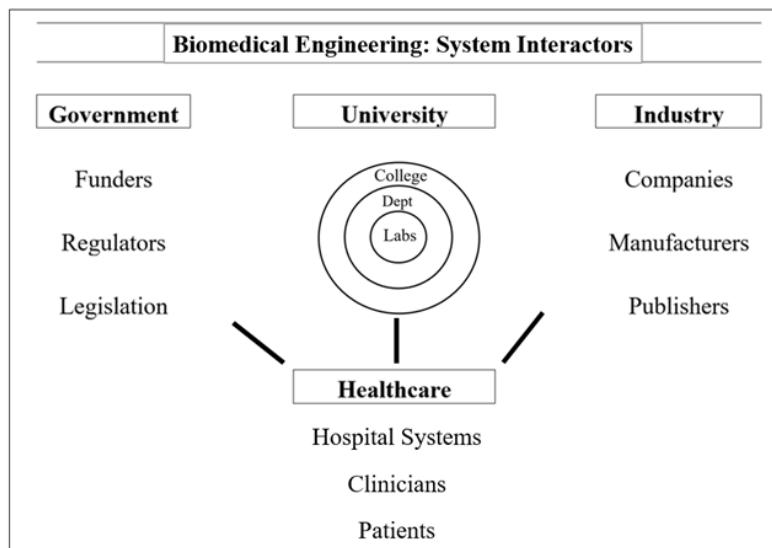 Biomedical Engineering: System Interactors
Government
University
Industry
Funders
Regulators
Legislation
College
Dept
Labs
Companies
Manufacturers
Publishers
Healthcare
Hospital Systems
Clinicians
Patients